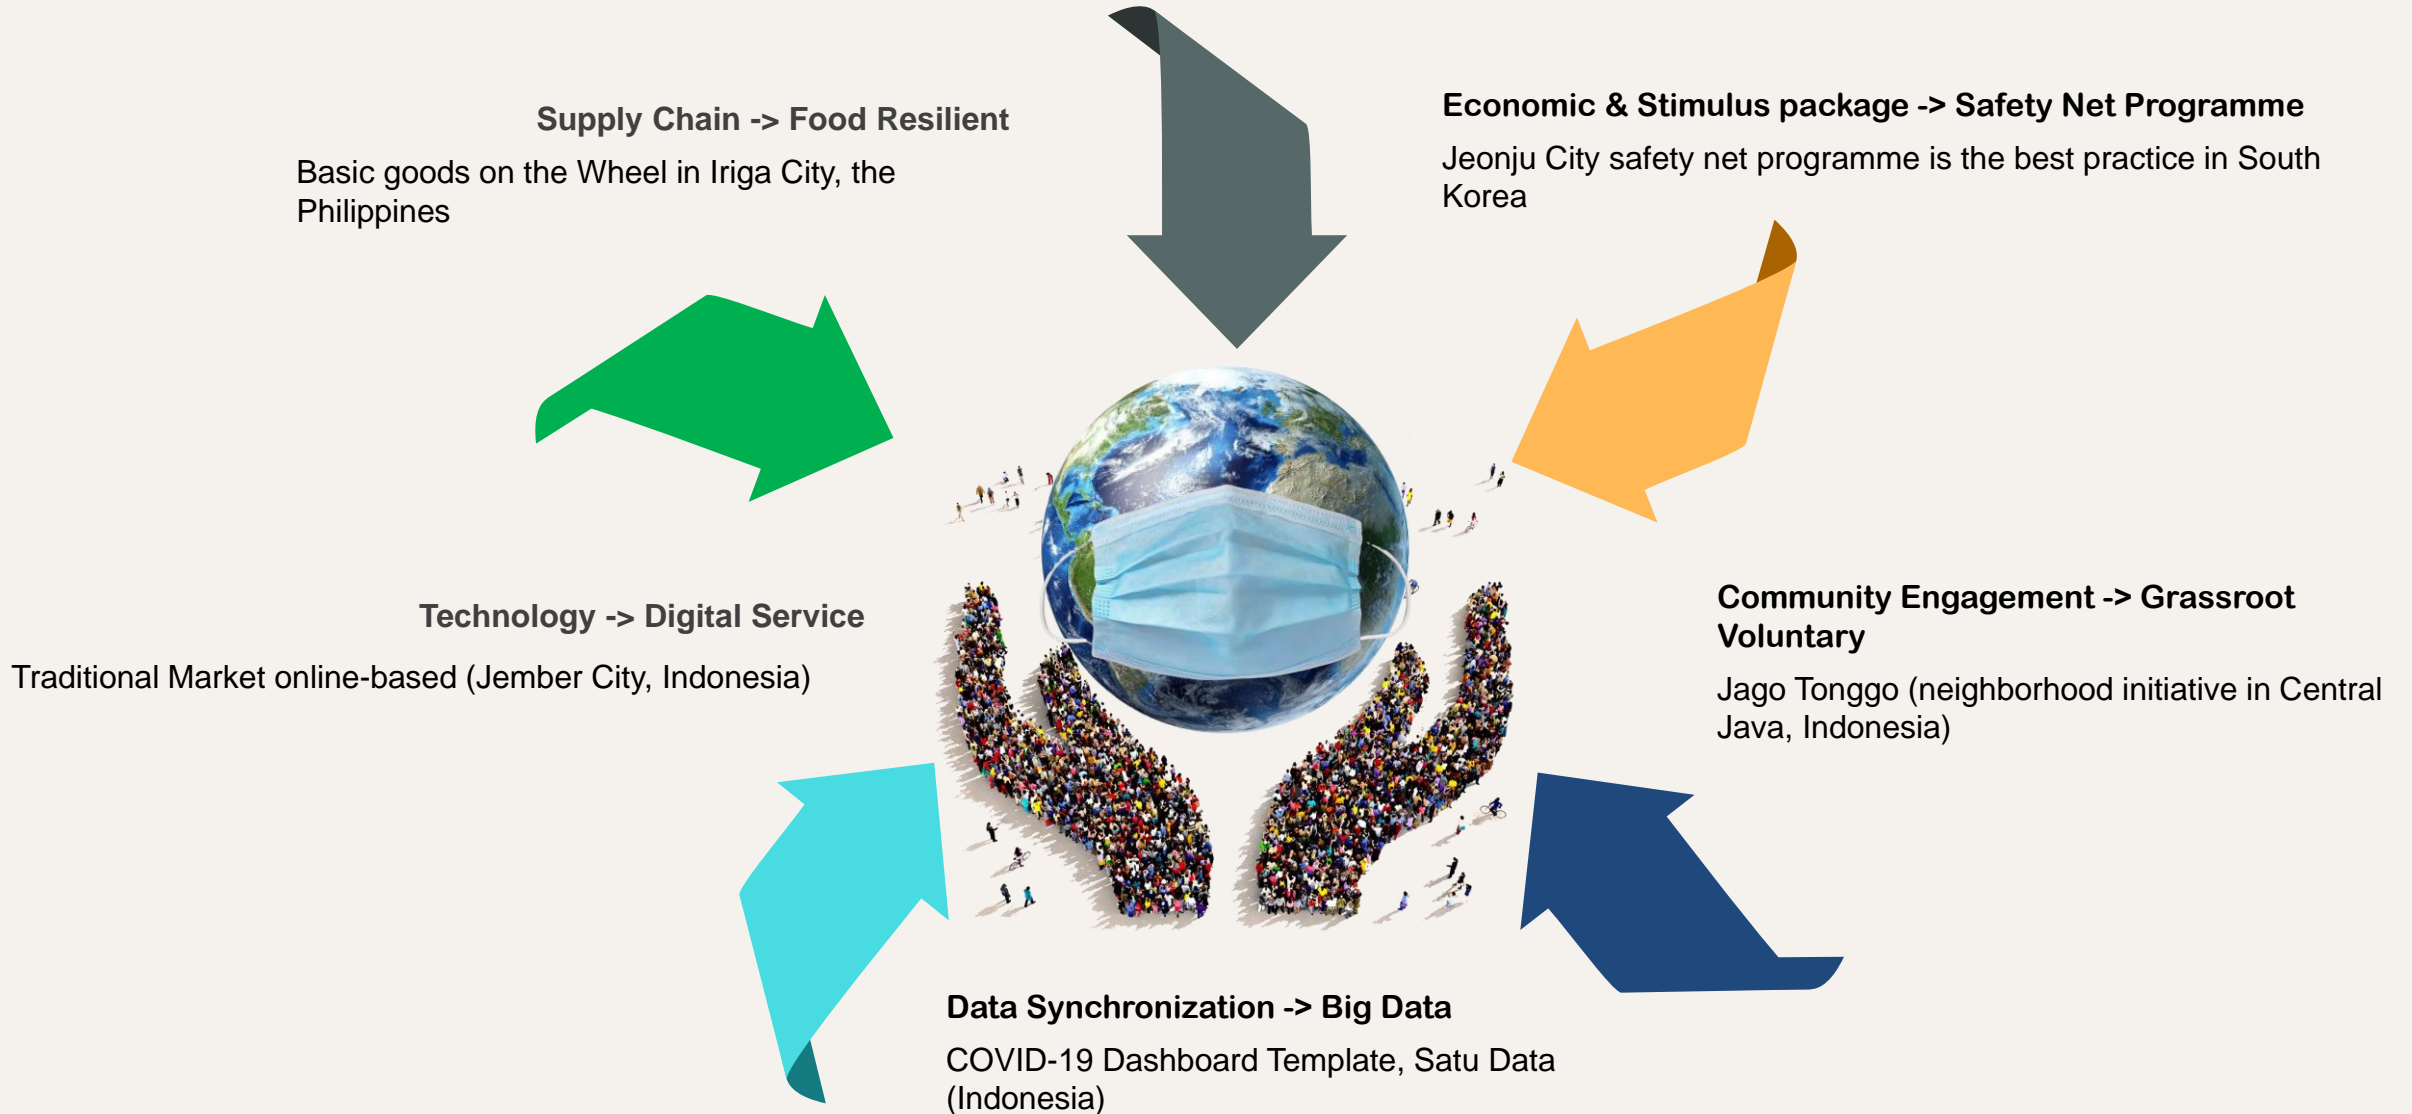 Supply Chain -> Food Resilient
Basic goods on the Wheel in Iriga City, the
Philippines
Economic & Stimulus package -> Safety Net Programme
Jeonju City safety net programme is the best practice in South
Korea
Technology -> Digital Service
Traditional Market online-based (Jember City, Indonesia)
Community Engagement -> Grassroot
Voluntary
Jago Tonggo (neighborhood initiative in Central
Java, Indonesia)
Data Synchronization -> Big Data
COVID-19 Dashboard Template, Satu Data
(Indonesia)